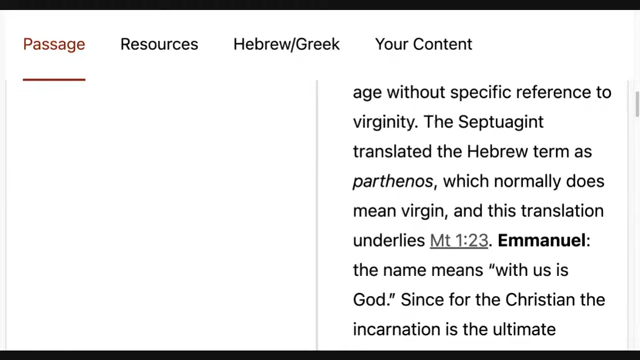 Passage Resources Hebrew/Greek Your Content
age without specific reference to
virginity. The Septuagint
translated the Hebrew term as
parthenos, which normally does
mean virgin, and this translation
underlies Mt 1:23. Emmanuel:
the name means “with us is
God.” Since for the Christian the
incarnation is the ultimate